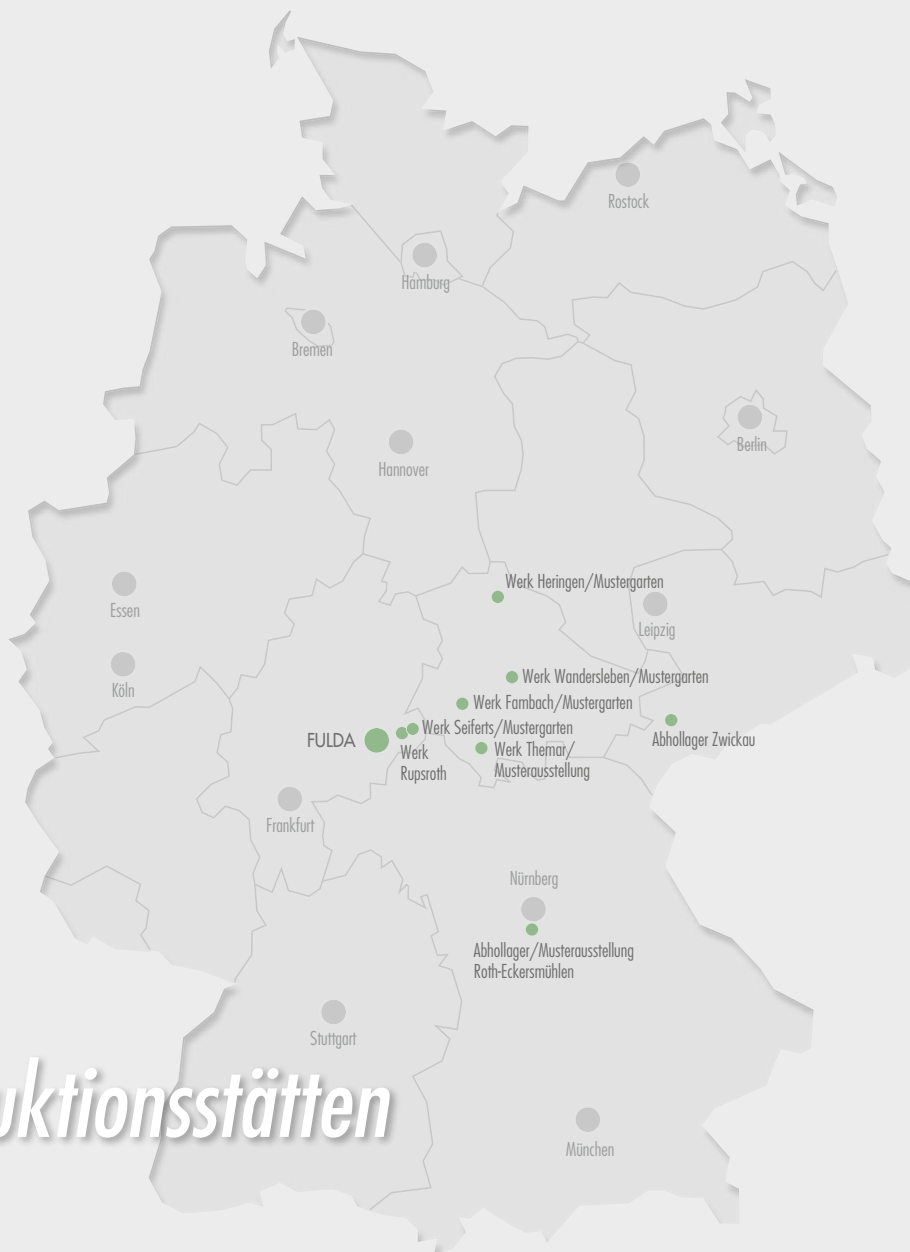 Rostock
Hamburg
Bremen
Berlin
Hannover
Werk Heringen/Mustergarten
Essen
Leipzig
Werk Wandersleben/Mustergarten
Köln
Werk Fambach/Mustergarten
Werk Seiferts/Mustergarten
FULDA
Abhollager Zwickau
Werk
Rupsroth
Werk Themar/
Musterausstellung
Frankfurt
Nürnberg
Abhollager/Musterausstellung
Roth-Eckersmühlen
Stuttgart
uktionsstätten
München